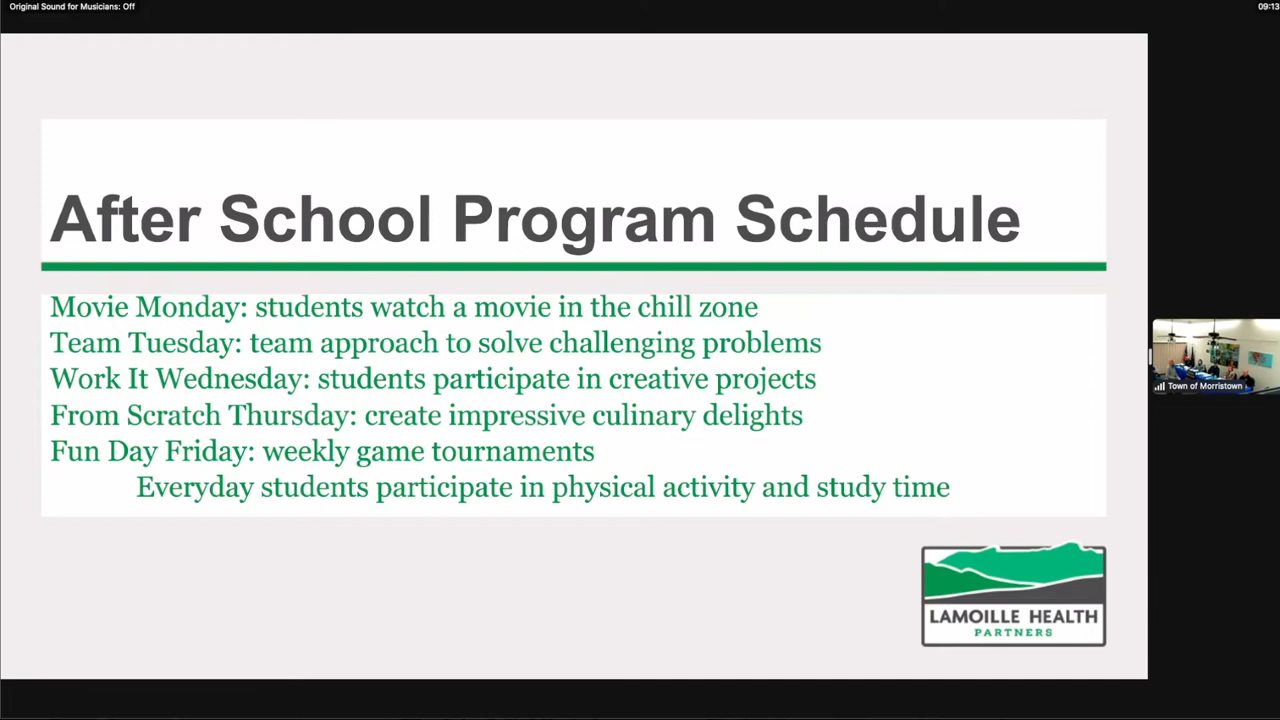 Original Sound for Musicians: Off
09:13
After School Program Schedule
Movie Monday: students watch a movie in the chill zone
Team Tuesday: team approach to solve challenging problems
Work It Wednesday: students participate in creative projects
From Scratch Thursday: create impressive culinary delights
Fun Day Friday: weekly game tournaments
Everyday students participate in physical activity and study time
Town of Morristown
LAMOILLE HEALTH
PARTNERS